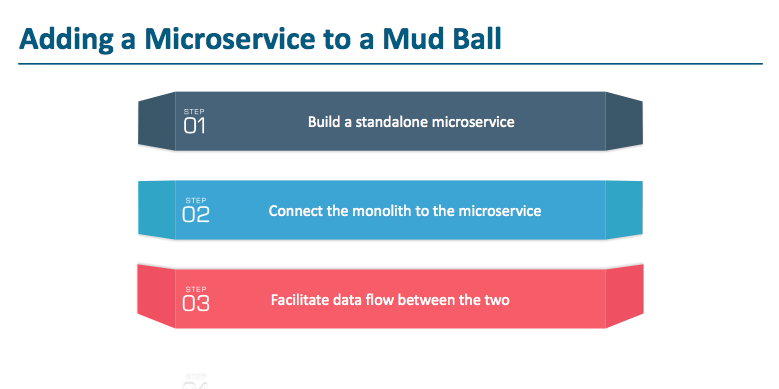 Adding a Microservice to a Mud Ball
STEP
01
Build a standalone microservice
STEP
02
Connect the monolith to the microservice
STEP
03
Facilitate data flow between the two